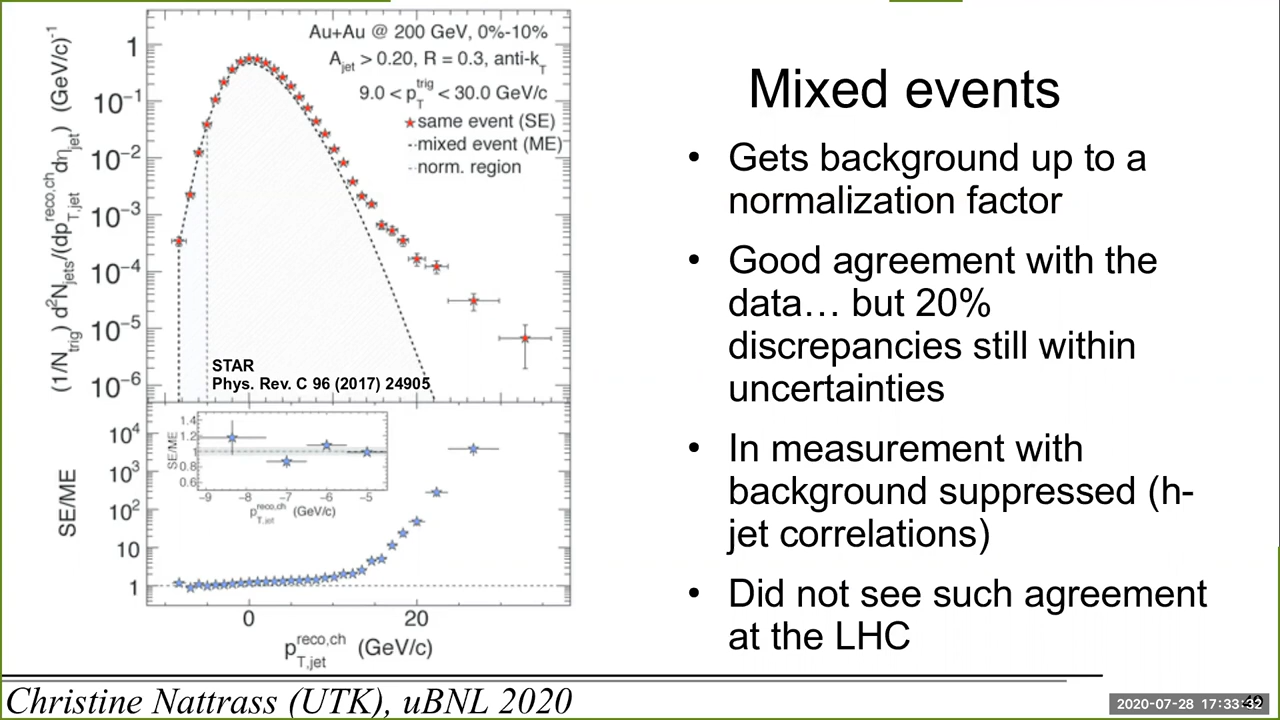 Au+Au @ 200 GeV, 0%-10%
A_jet > 0.20, R = 0.3, anti-k_T
9.0 < p_T^trig < 30.0 GeV/c
same event (SE)
mixed event (ME)
norm. region
(1/N_trig) d²N_jets/(dp_T,jet^reco,ch dη_jet) (GeV/c)⁻¹
1
10⁻¹
10⁻²
10⁻³
10⁻⁴
10⁻⁵
10⁻⁶
STAR
Phys. Rev. C 96 (2017) 24905
SE/ME
10⁴
10³
10²
10
1
SE/ME
1.4
1.2
1
0.8
0.6
-9 -8 -7 -6 -5
p_T,jet^reco,ch (GeV/c)
0 20
p_T,jet^reco,ch (GeV/c)
Mixed events
• Gets background up to a
normalization factor
• Good agreement with the
data… but 20%
discrepancies still within
uncertainties
• In measurement with
background suppressed (h-
jet correlations)
• Did not see such agreement
at the LHC
Christine Nattrass (UTK), uBNL 2020
2020-07-28 17:33:32